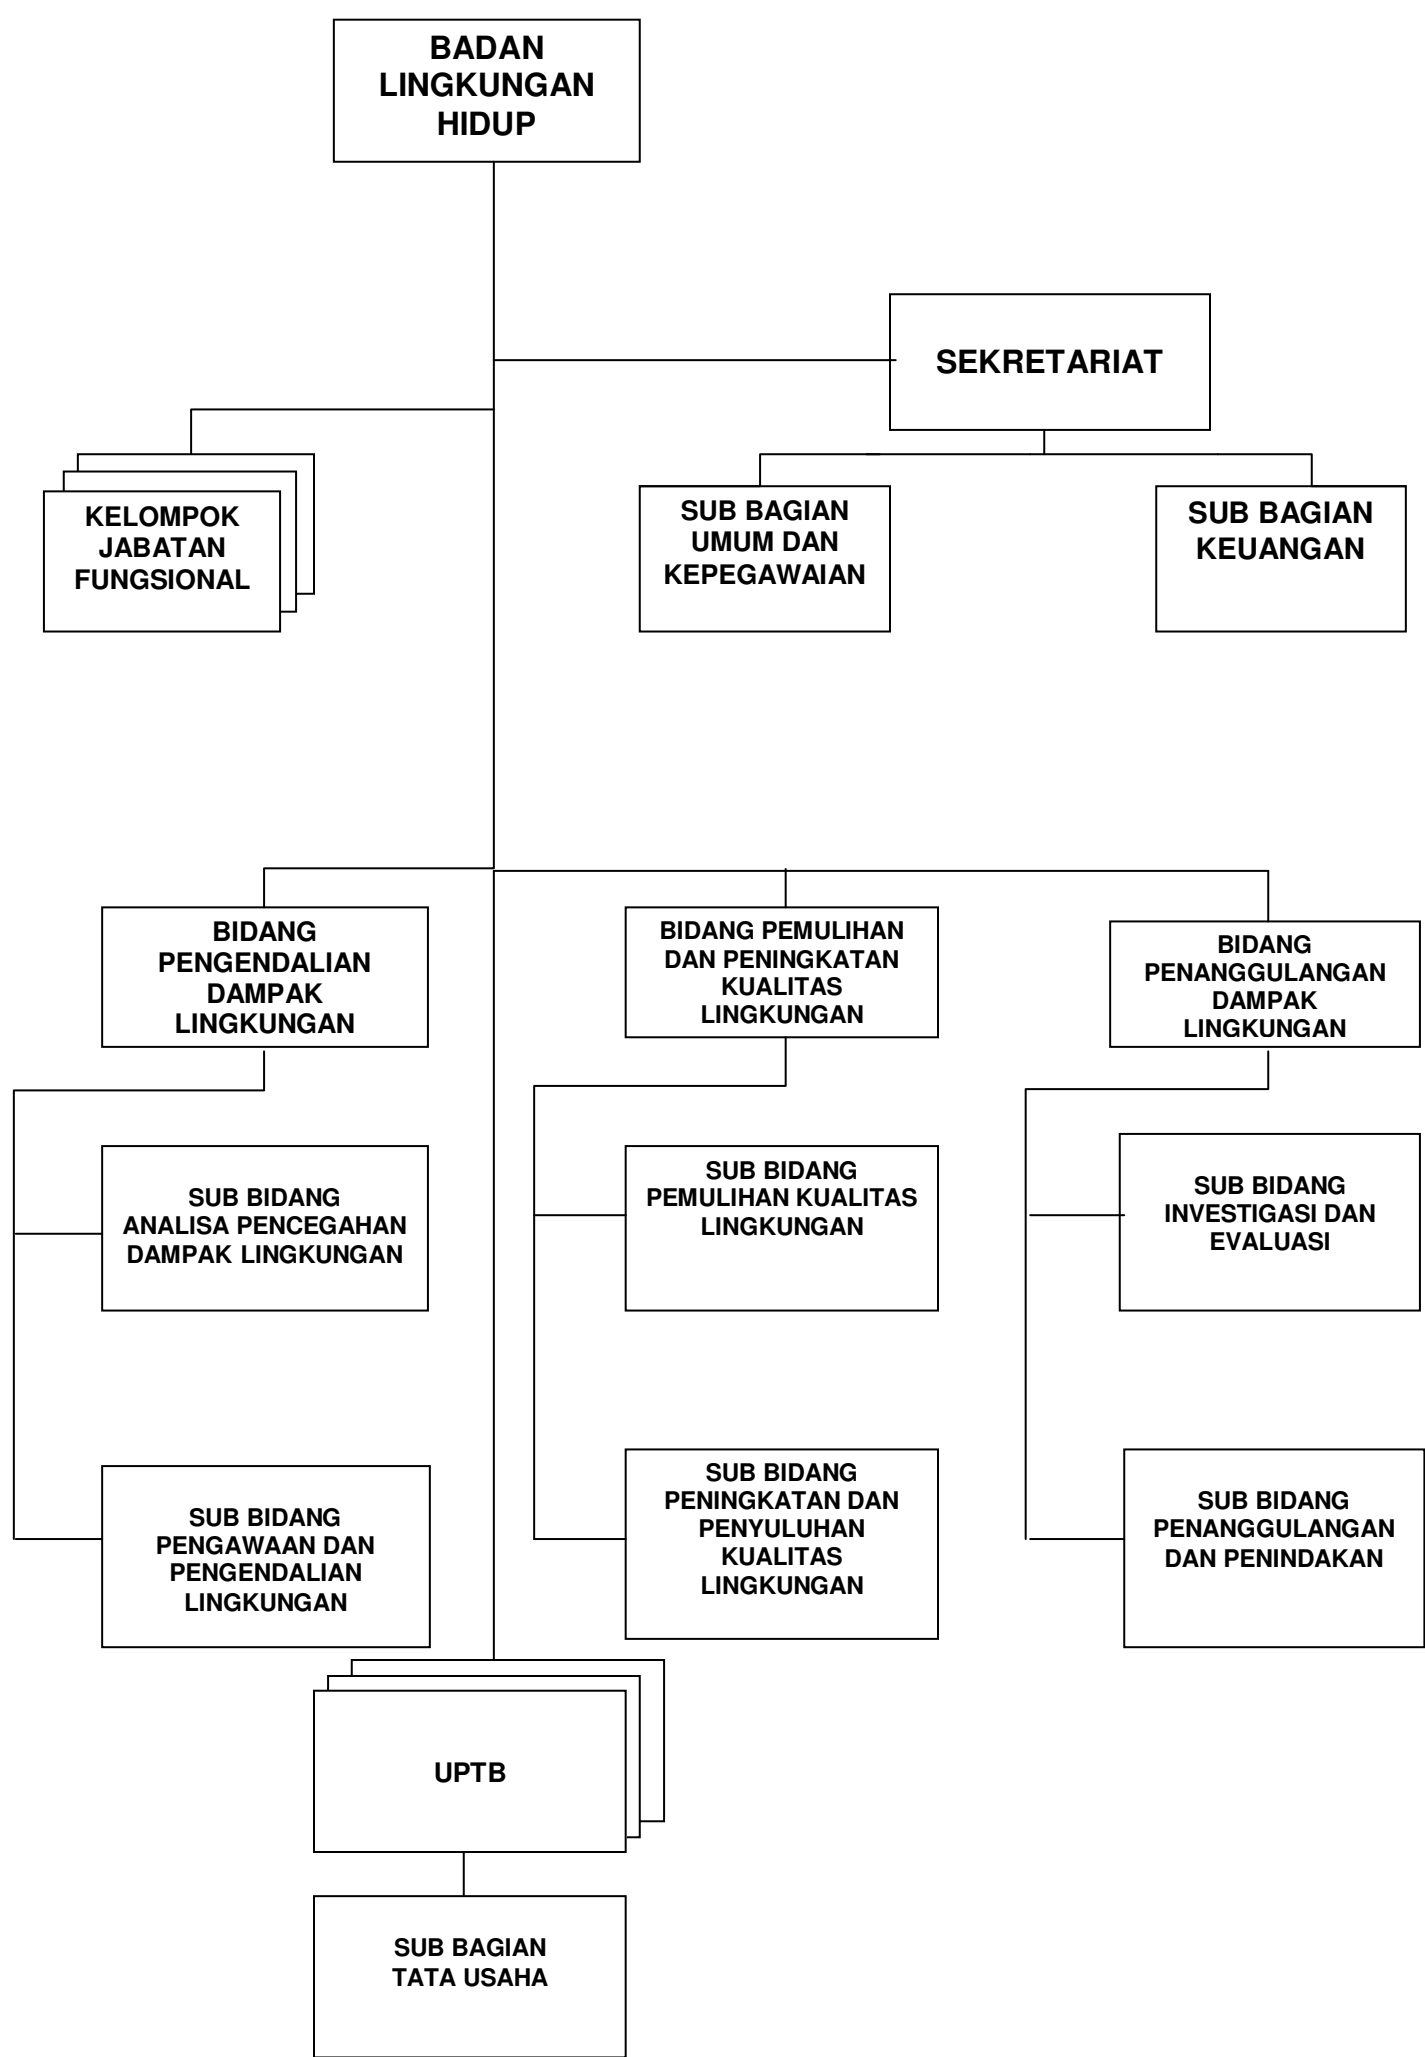 BADAN
LINGKUNGAN
HIDUP
SEKRETARIAT
KELOMPOK
JABATAN
FUNGSIONAL
SUB BAGIAN
UMUM DAN
KEPEGAWAIAN
SUB BAGIAN
KEUANGAN
BIDANG
PENGENDALIAN
DAMPAK
LINGKUNGAN
BIDANG PEMULIHAN
DAN PENINGKATAN
KUALITAS
LINGKUNGAN
BIDANG
PENANGGULANGAN
DAMPAK
LINGKUNGAN
SUB BIDANG
ANALISA PENCEGAHAN
DAMPAK LINGKUNGAN
SUB BIDANG
PEMULIHAN KUALITAS
LINGKUNGAN
SUB BIDANG
INVESTIGASI DAN
EVALUASI
SUB BIDANG
PENGAWAAN DAN
PENGENDALIAN
LINGKUNGAN
SUB BIDANG
PENINGKATAN DAN
PENYULUHAN
KUALITAS
LINGKUNGAN
SUB BIDANG
PENANGGULANGAN
DAN PENINDAKAN
UPTB
SUB BAGIAN
TATA USAHA